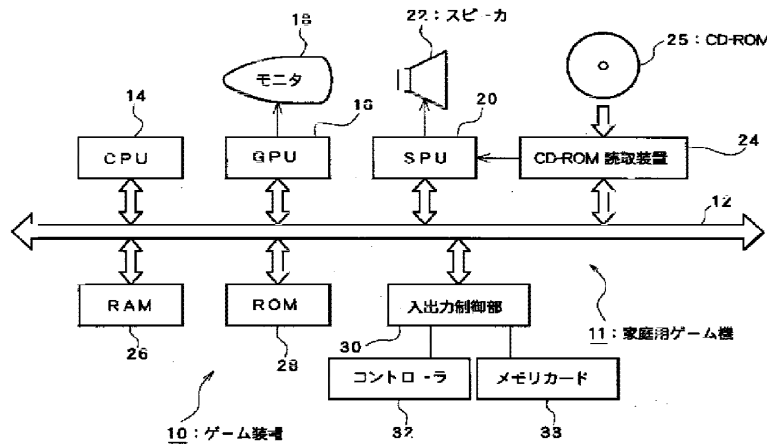 18
22：スピーカ
25：CD-ROM
モニタ
14
16
20
24
CPU
GPU
SPU
CD-ROM 読取装置
12
RAM
ROM
入出力制御部
26
28
30
11：家庭用ゲーム機
コントローラ
メモリカード
10：ゲーム装置
32
33